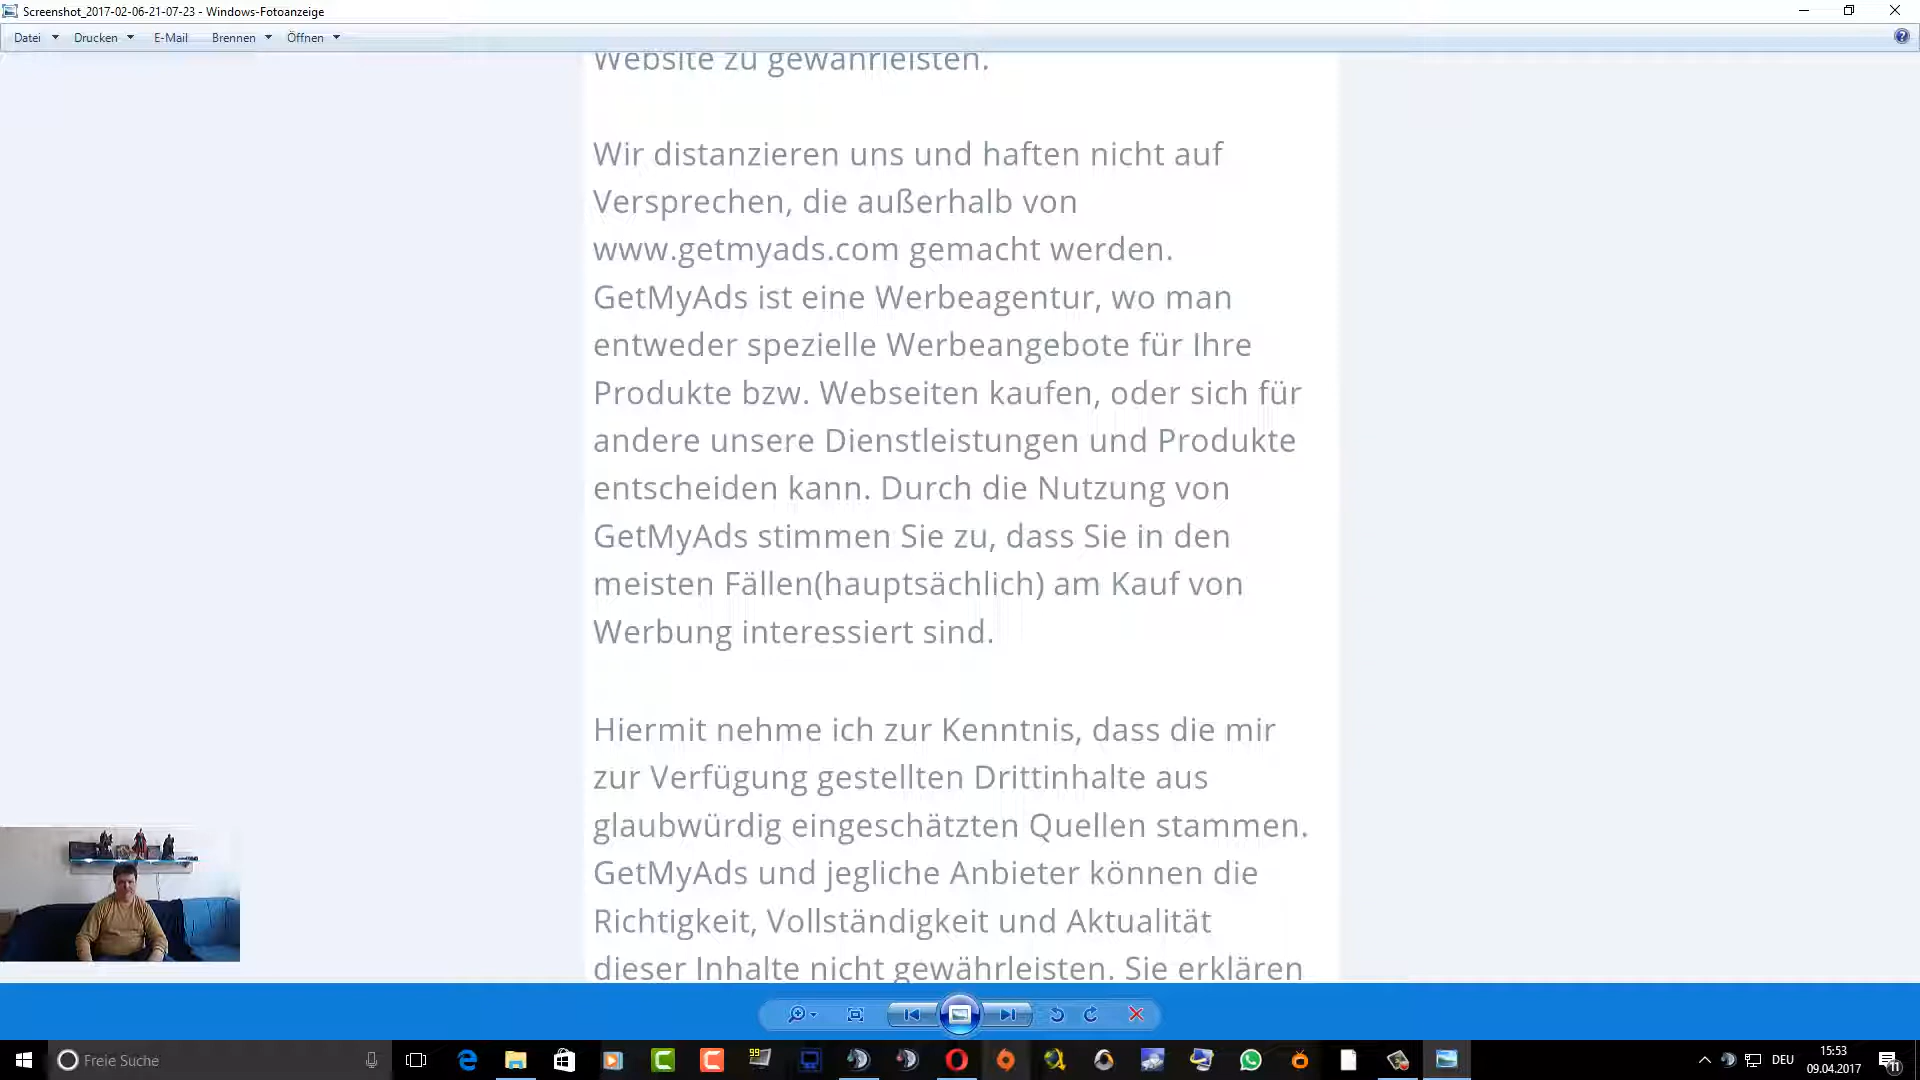 Screenshot_2017-02-06-21-07-23 - Windows-Fotoanzeige
Datei Drucken E-Mail Brennen Öffnen
Website zu gewährleisten.
Wir distanzieren uns und haften nicht auf
Versprechen, die außerhalb von
www.getmyads.com gemacht werden.
GetMyAds ist eine Werbeagentur, wo man
entweder spezielle Werbeangebote für Ihre
Produkte bzw. Webseiten kaufen, oder sich für
andere unsere Dienstleistungen und Produkte
entscheiden kann. Durch die Nutzung von
GetMyAds stimmen Sie zu, dass Sie in den
meisten Fällen(hauptsächlich) am Kauf von
Werbung interessiert sind.
Hiermit nehme ich zur Kenntnis, dass die mir
zur Verfügung gestellten Drittinhalte aus
glaubwürdig eingeschätzten Quellen stammen.
GetMyAds und jegliche Anbieter können die
Richtigkeit, Vollständigkeit und Aktualität
dieser Inhalte nicht gewährleisten. Sie erklären
Freie Suche
99
DEU
15:53
09.04.2017
11